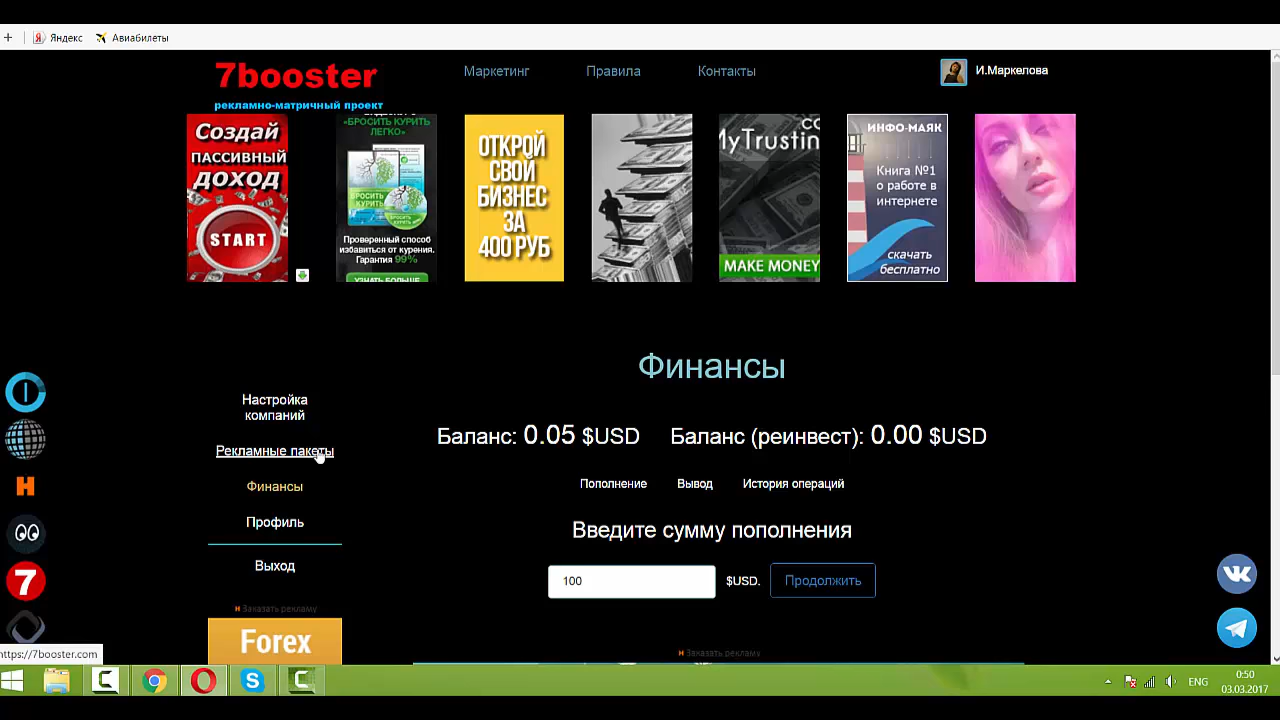 + Яндекс Авиабилеты
7booster
рекламно-матричный проект
Маркетинг Правила Контакты И.Маркелова
Создай
ПАССИВНЫЙ
ДОХОД
START
«БРОСИТЬ КУРИТЬ
ЛЕГКО»
Проверенный способ
избавиться от курения.
Гарантия 99%
УЗНАТЬ БОЛЬШЕ
ОТКРОЙ
СВОЙ
БИЗНЕС
ЗА
400 РУБ
MyTrustin
MAKE MONEY
ИНФО-МАЯК
Книга №1
о работе в
интернете
скачать
бесплатно
Финансы
Настройка
компаний
Рекламные пакеты
Финансы
Профиль
Выход
Баланс: 0.05 $USD Баланс (реинвест): 0.00 $USD
Пополнение Вывод История операций
Введите сумму пополнения
100 $USD. Продолжить
Заказать рекламу
Forex
Заказать рекламу
7
https://7booster.com
ENG
0:50
03.03.2017